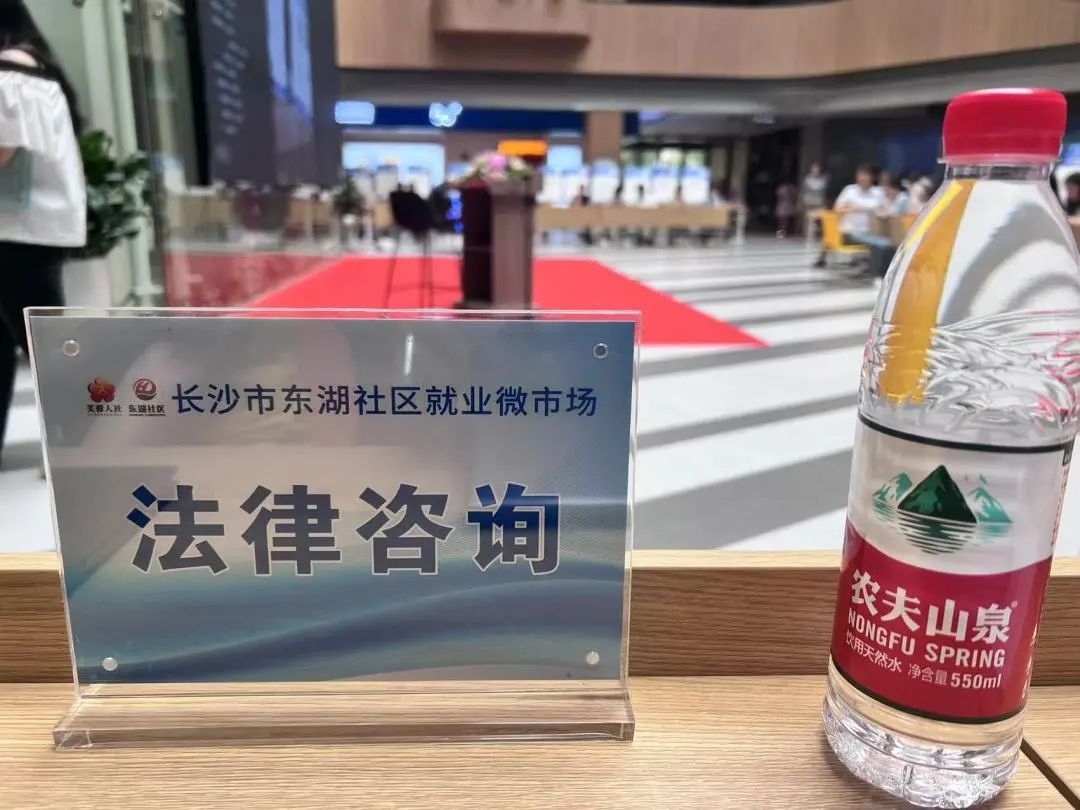 芙蓉人社 东湖社区 长沙市东湖社区就业微市场
法律咨询
农夫山泉®
NONGFU SPRING
饮用天然水 净含量550ml